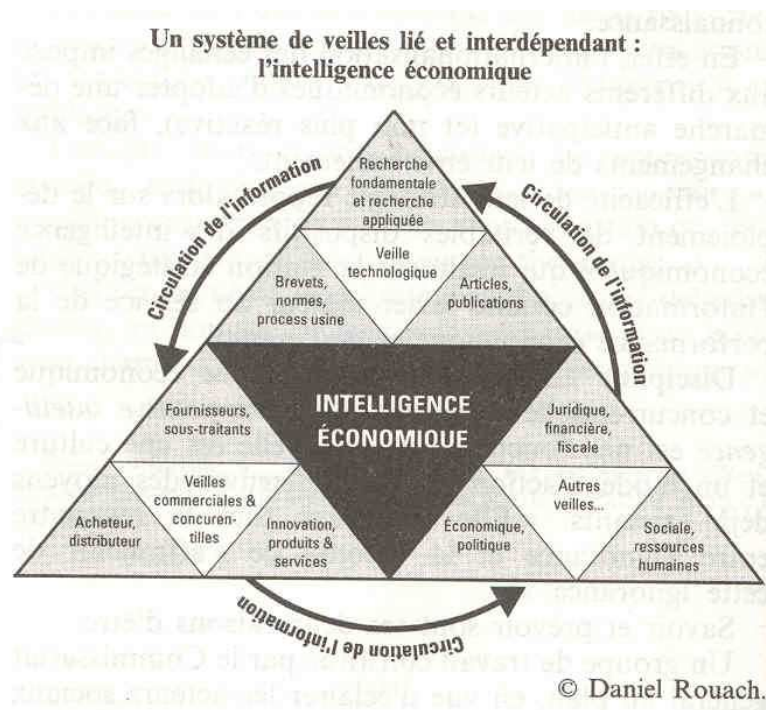 Un système de veilles lié et interdépendant :
l'intelligence économique
Circulation de l'information
Circulation de l'information
Recherche
fondamentale
et recherche
appliquée
Veille
technologique
Brevets,
normes,
process usine
Articles,
publications
INTELLIGENCE
ÉCONOMIQUE
Fournisseurs,
sous-traitants
Juridique,
financière,
fiscale
Veilles
commerciales &
concuren-
tilles
Autres
veilles...
Acheteur,
distributeur
Innovation,
produits &
services
Économique,
politique
Sociale,
ressources
humaines
Circulation de l'information
© Daniel Rouach.